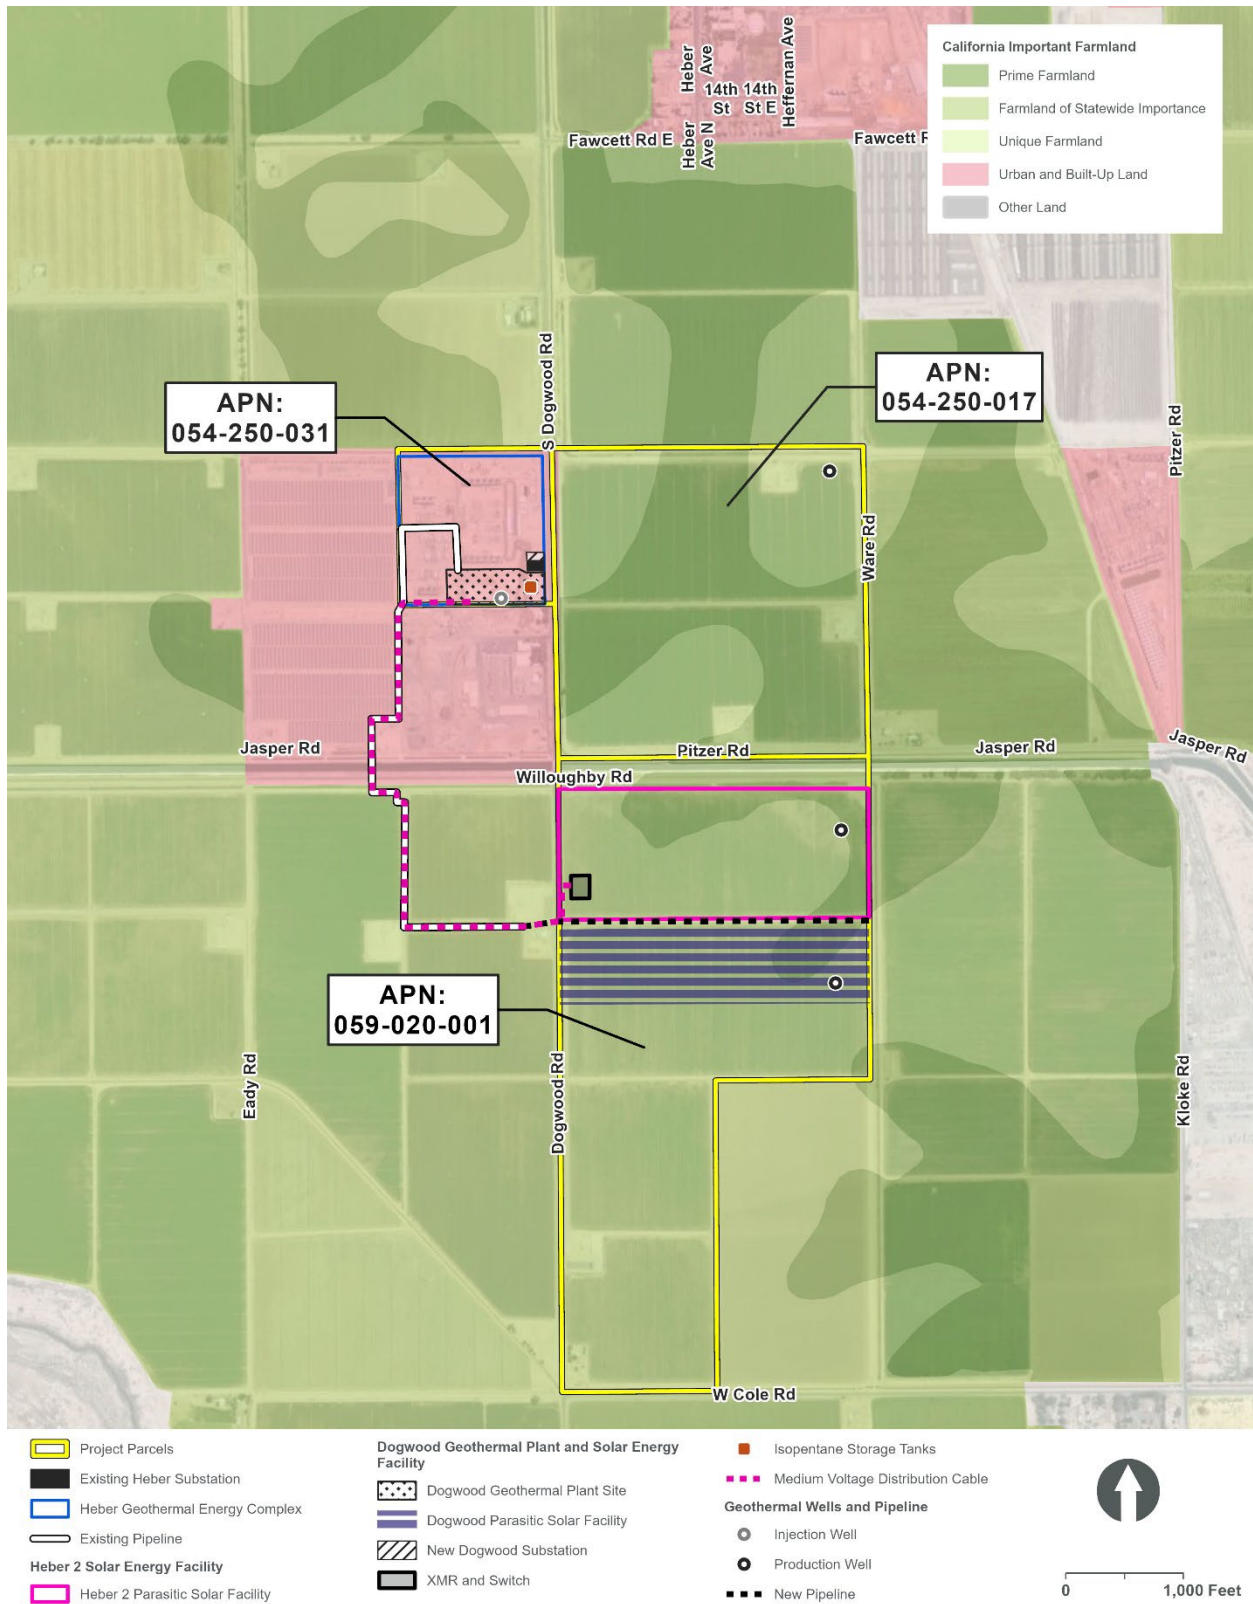 California Important Farmland
Prime Farmland
Farmland of Statewide Importance
Unique Farmland
Urban and Built-Up Land
Other Land
Heber
Ave
14th
St
14th
St E
Heffernan Ave
Fawcett Rd E
Heber
Ave N
Fawcett R
S Dogwood Rd
APN:
054-250-031
APN:
054-250-017
Pitzer Rd
Ware Rd
Jasper Rd
Pitzer Rd
Jasper Rd
Jasper Rd
Willoughby Rd
APN:
059-020-001
Eady Rd
Dogwood Rd
Kloke Rd
W Cole Rd
Project Parcels
Existing Heber Substation
Heber Geothermal Energy Complex
Existing Pipeline
Heber 2 Solar Energy Facility
Heber 2 Parasitic Solar Facility
Dogwood Geothermal Plant and Solar Energy
Facility
Dogwood Geothermal Plant Site
Dogwood Parasitic Solar Facility
New Dogwood Substation
XMR and Switch
Isopentane Storage Tanks
Medium Voltage Distribution Cable
Geothermal Wells and Pipeline
Injection Well
Production Well
New Pipeline
0 1,000 Feet